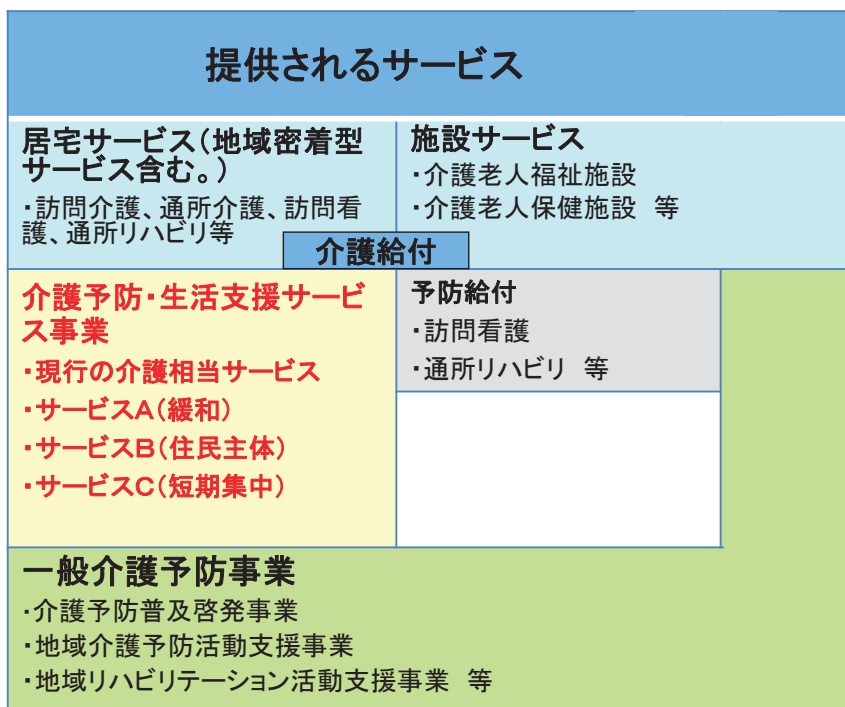 提供されるサービス
居宅サービス（地域密着型
サービス含む。）
・訪問介護、通所介護、訪問看
護、通所リハビリ等
施設サービス
・介護老人福祉施設
・介護老人保健施設　等
介護給付
介護予防・生活支援サービ
ス事業
・現行の介護相当サービス
・サービスＡ（緩和）
・サービスＢ（住民主体）
・サービスＣ（短期集中）
予防給付
・訪問看護
・通所リハビリ　等
一般介護予防事業
・介護予防普及啓発事業
・地域介護予防活動支援事業
・地域リハビリテーション活動支援事業　等